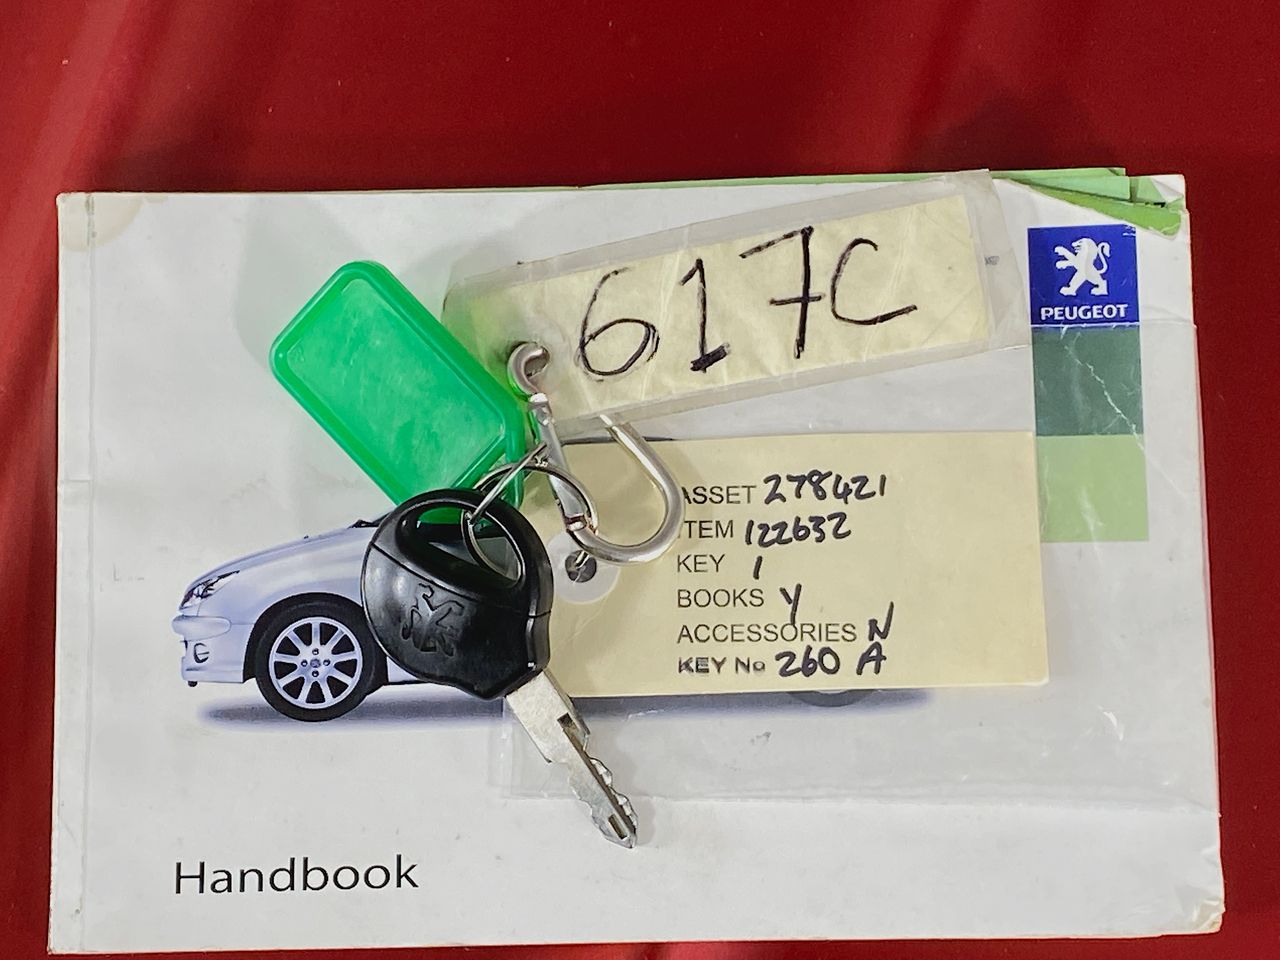 617C
PEUGEOT
ASSET 278421
ITEM 122632
KEY 1
BOOKS Y
ACCESSORIES N
KEY No 260 A
Handbook